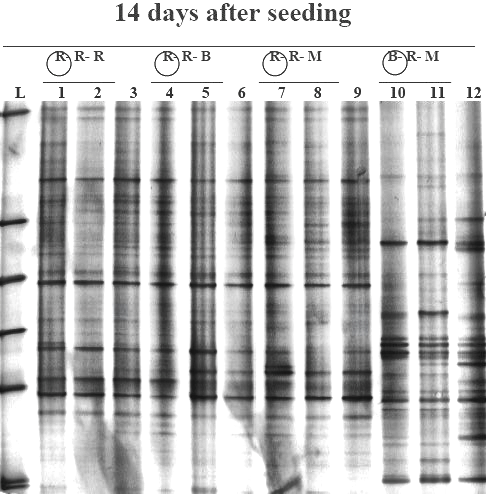 14 days after seeding
R- R- R R- R- B R- R- M B- R- M
L 1 2 3 4 5 6 7 8 9 10 11 12